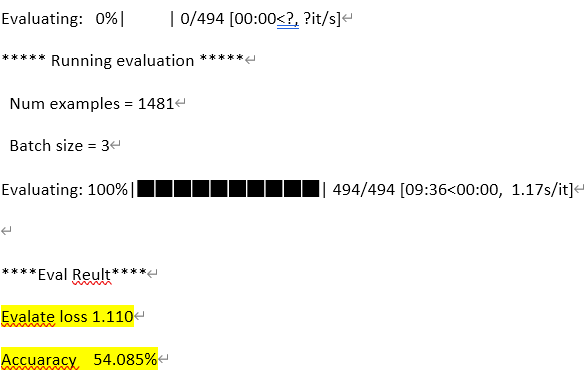 Evaluating:   0%|          | 0/494 [00:00<?, ?it/s]↵
***** Running evaluation *****↵
  Num examples = 1481↵
  Batch size = 3↵
Evaluating: 100%|██████████| 494/494 [09:36<00:00,  1.17s/it]↵
↵
****Eval Reult****↵
Evalate loss 1.110↵
Accuaracy   54.085%↵